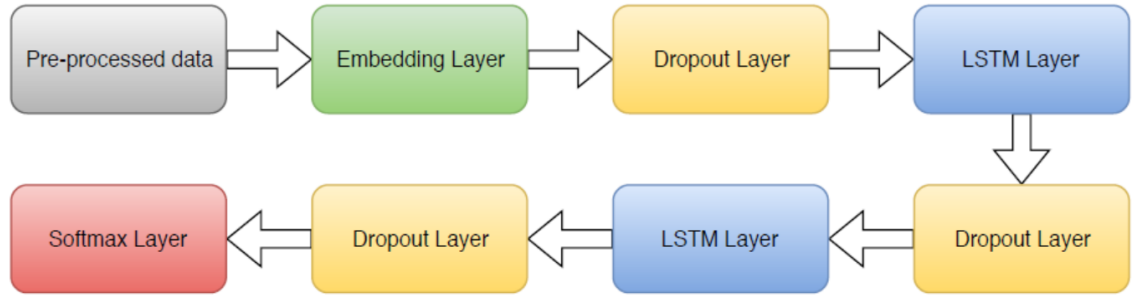 Pre-processed data
Embedding Layer
Dropout Layer
LSTM Layer
Dropout Layer
LSTM Layer
Dropout Layer
Softmax Layer